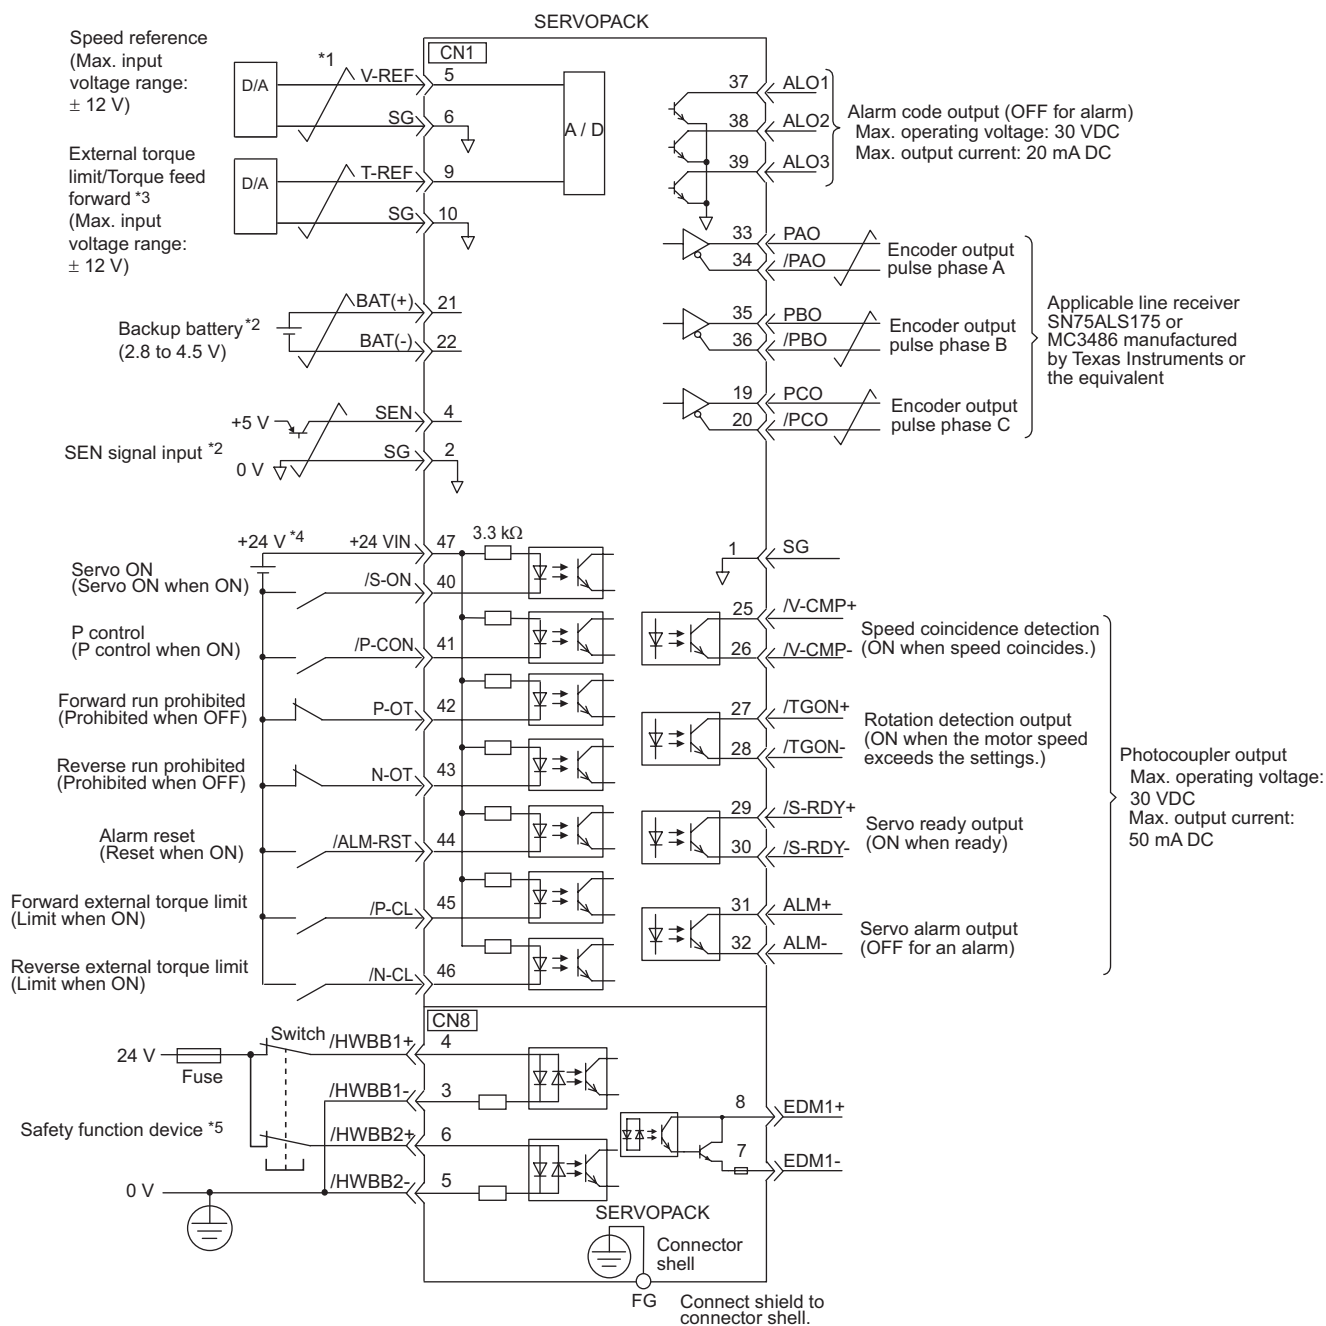 SERVOPACK
CN1
Speed reference
(Max. input
voltage range:
± 12 V)
D/A
*1
V-REF
5
SG
6
A / D
External torque
limit/Torque feed
forward *3
(Max. input
voltage range:
± 12 V)
D/A
T-REF
9
SG
10
Backup battery*2
(2.8 to 4.5 V)
BAT(+)
21
BAT(-)
22
SEN signal input *2
+5 V
SEN
4
0 V
SG
2
+24 V *4
+24 VIN
47
3.3 kΩ
Servo ON
(Servo ON when ON)
/S-ON
40
P control
(P control when ON)
/P-CON
41
Forward run prohibited
(Prohibited when OFF)
P-OT
42
Reverse run prohibited
(Prohibited when OFF)
N-OT
43
Alarm reset
(Reset when ON)
/ALM-RST
44
Forward external torque limit
(Limit when ON)
/P-CL
45
Reverse external torque limit
(Limit when ON)
/N-CL
46
37
ALO1
38
ALO2
39
ALO3
Alarm code output (OFF for alarm)
Max. operating voltage: 30 VDC
Max. output current: 20 mA DC
33
PAO
34
/PAO
Encoder output
pulse phase A
35
PBO
36
/PBO
Encoder output
pulse phase B
19
PCO
20
/PCO
Encoder output
pulse phase C
Applicable line receiver
SN75ALS175 or
MC3486 manufactured
by Texas Instruments or
the equivalent
1
SG
25
/V-CMP+
26
/V-CMP-
Speed coincidence detection
(ON when speed coincides.)
27
/TGON+
28
/TGON-
Rotation detection output
(ON when the motor speed
exceeds the settings.)
29
/S-RDY+
30
/S-RDY-
Servo ready output
(ON when ready)
31
ALM+
32
ALM-
Servo alarm output
(OFF for an alarm)
Photocoupler output
Max. operating voltage:
30 VDC
Max. output current:
50 mA DC
CN8
24 V
Fuse
Switch
/HWBB1+
4
/HWBB1-
3
Safety function device *5
/HWBB2+
6
0 V
/HWBB2-
5
8
EDM1+
7
EDM1-
SERVOPACK
Connector
shell
FG
Connect shield to
connector shell.